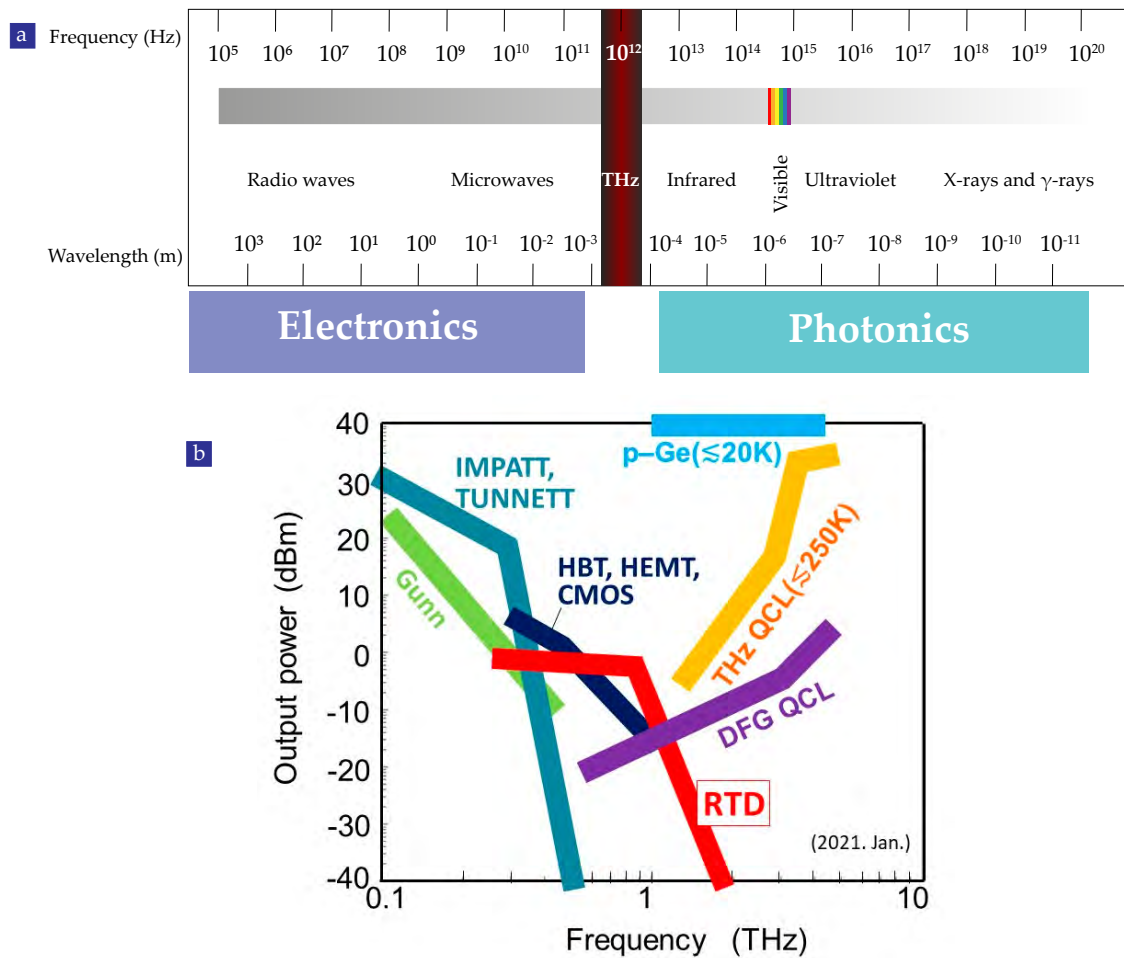 a
Frequency (Hz)
10⁵ 10⁶ 10⁷ 10⁸ 10⁹ 10¹⁰ 10¹¹ 10¹² 10¹³ 10¹⁴ 10¹⁵ 10¹⁶ 10¹⁷ 10¹⁸ 10¹⁹ 10²⁰
Radio waves Microwaves THz Infrared Visible Ultraviolet X-rays and γ-rays
Wavelength (m)
10³ 10² 10¹ 10⁰ 10⁻¹ 10⁻² 10⁻³ 10⁻⁴ 10⁻⁵ 10⁻⁶ 10⁻⁷ 10⁻⁸ 10⁻⁹ 10⁻¹⁰ 10⁻¹¹
Electronics Photonics
b
Output power (dBm)
40
30
20
10
0
-10
-20
-30
-40
p–Ge(≲20K)
IMPATT,
TUNNETT
Gunn
HBT, HEMT,
CMOS
THz QCL(≲250K)
DFG QCL
RTD
(2021. Jan.)
0.1 1 10
Frequency (THz)